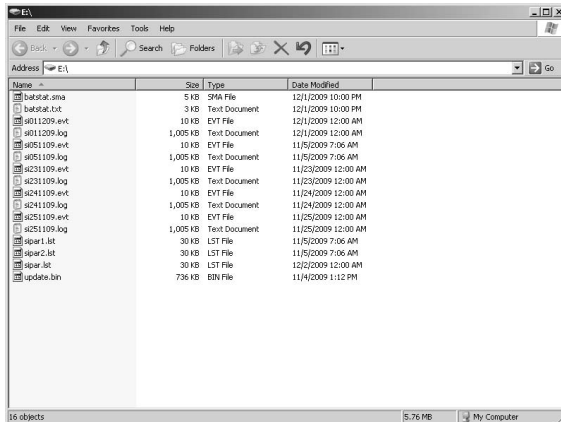 E:\
File Edit View Favorites Tools Help
Back Search Folders
Address E:\ Go
Name Size Type Date Modified
batstat.sma 5 KB SMA File 12/1/2009 10:00 PM
batstat.txt 3 KB Text Document 12/1/2009 10:00 PM
si011209.evt 10 KB EVT File 12/1/2009 12:00 AM
si011209.log 1,005 KB Text Document 12/1/2009 12:00 AM
si051109.evt 10 KB EVT File 11/5/2009 7:06 AM
si051109.log 1,005 KB Text Document 11/5/2009 7:06 AM
si231109.evt 10 KB EVT File 11/23/2009 12:00 AM
si231109.log 1,005 KB Text Document 11/23/2009 12:00 AM
si241109.evt 10 KB EVT File 11/24/2009 12:00 AM
si241109.log 1,005 KB Text Document 11/24/2009 12:00 AM
si251109.evt 10 KB EVT File 11/25/2009 12:00 AM
si251109.log 1,005 KB Text Document 11/25/2009 12:00 AM
sipar1.lst 30 KB LST File 11/5/2009 7:06 AM
sipar2.lst 30 KB LST File 11/5/2009 7:06 AM
sipar.lst 30 KB LST File 12/2/2009 12:00 AM
update.bin 736 KB BIN File 11/4/2009 1:12 PM
16 objects 5.76 MB My Computer